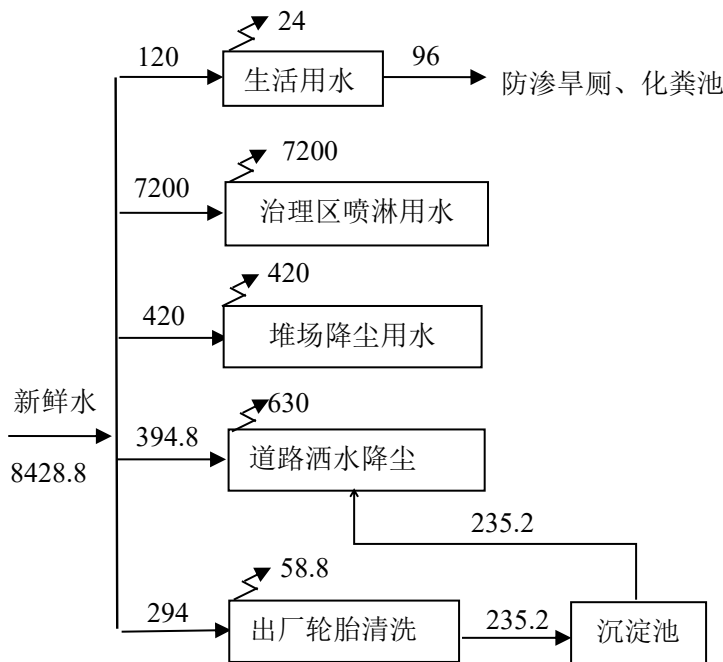 24
120
生活用水
96
防渗旱厕、化粪池
7200
7200
治理区喷淋用水
420
420
堆场降尘用水
新鲜水
8428.8
630
394.8
道路洒水降尘
235.2
58.8
294
出厂轮胎清洗
235.2
沉淀池